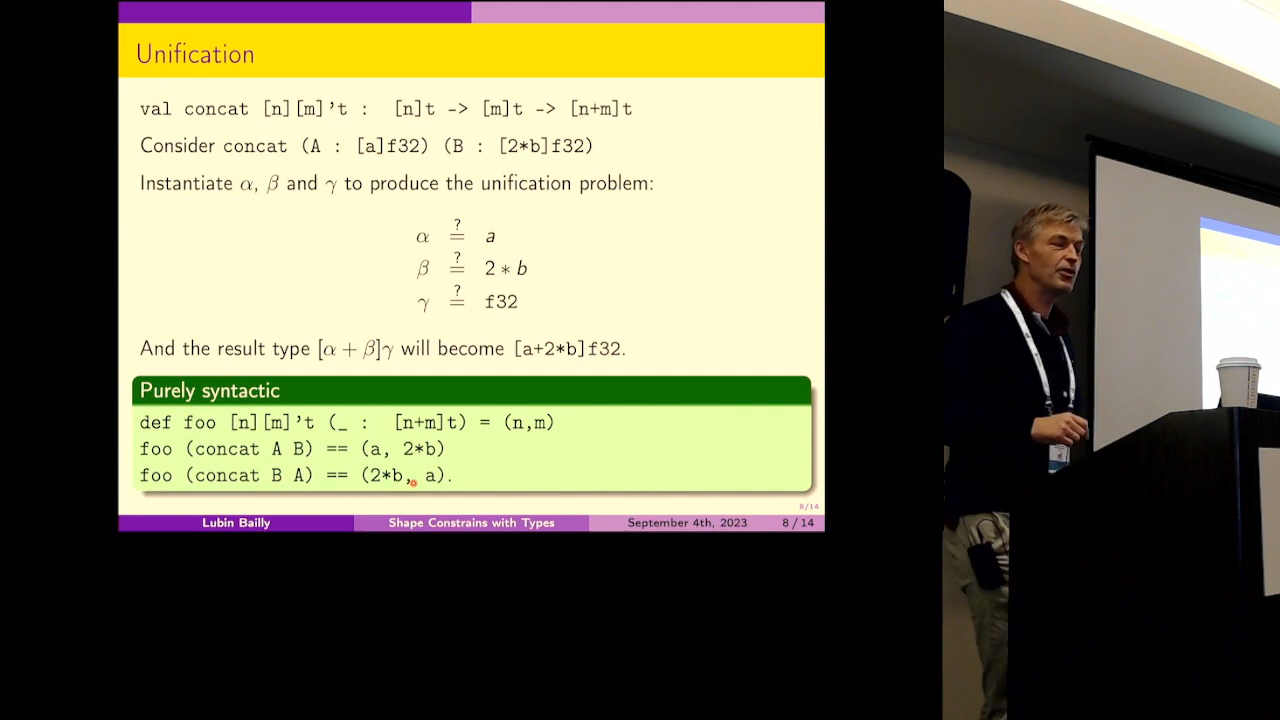 Unification
val concat [n][m]'t : [n]t -> [m]t -> [n+m]t
Consider concat (A : [a]f32) (B : [2*b]f32)
Instantiate α, β and γ to produce the unification problem:
α ≟ a
β ≟ 2 ∗ b
γ ≟ f32
And the result type [α + β]γ will become [a+2*b]f32.
Purely syntactic
def foo [n][m]'t (_ : [n+m]t) = (n,m)
foo (concat A B) == (a, 2*b)
foo (concat B A) == (2*b, a).
8/14
Lubin Bailly Shape Constrains with Types September 4th, 2023 8 / 14